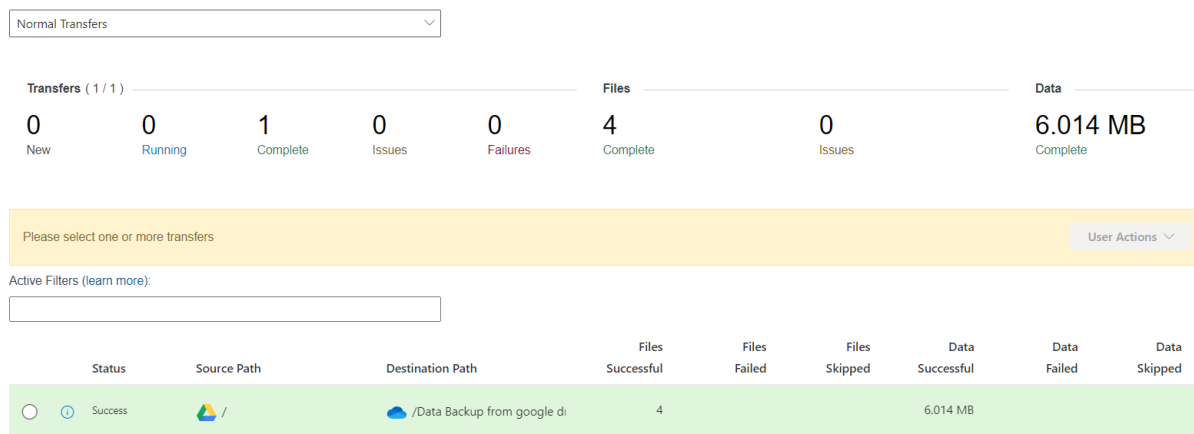 Normal Transfers
Transfers ( 1 / 1 )
Files
Data
0
0
1
0
0
4
0
6.014 MB
New
Running
Complete
Issues
Failures
Complete
Issues
Complete
Please select one or more transfers
User Actions
Active Filters (learn more):
Files
Files
Files
Data
Data
Data
Status
Source Path
Destination Path
Successful
Failed
Skipped
Successful
Failed
Skipped
Success
/
/Data Backup from google
4
6.014 MB